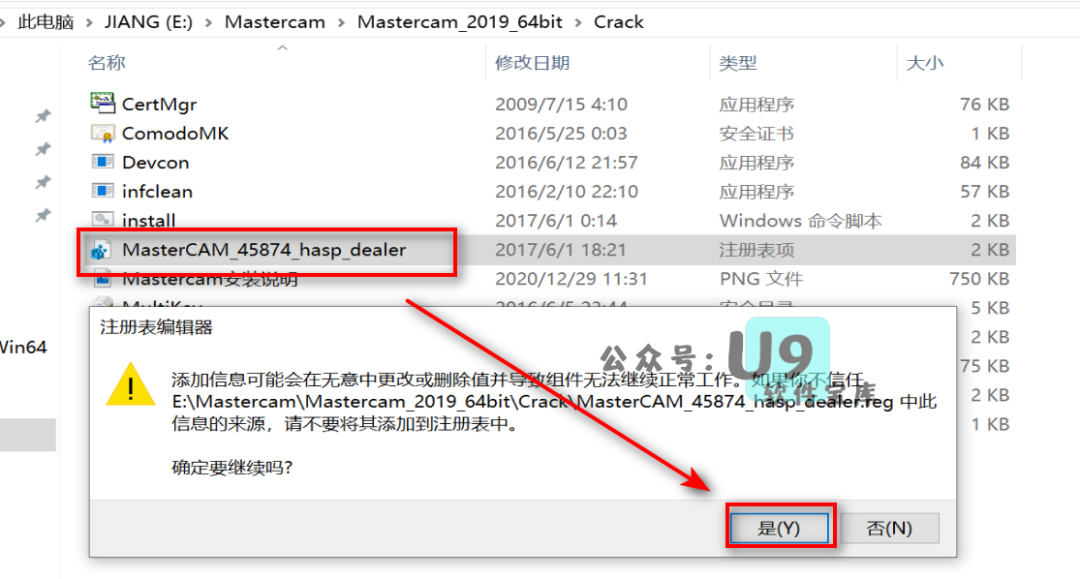 此电脑 > JIANG (E:) > Mastercam > Mastercam_2019_64bit > Crack
名称 修改日期 类型 大小
CertMgr 2009/7/15 4:10 应用程序 76 KB
ComodoMK 2016/5/25 0:03 安全证书 1 KB
Devcon 2016/6/12 21:57 应用程序 84 KB
infclean 2016/2/10 22:10 应用程序 57 KB
install 2017/6/1 0:14 Windows 命令脚本 2 KB
MasterCAM_45874_hasp_dealer 2017/6/1 18:21 注册表项 2 KB
Mastercam安装说明 2020/12/29 11:31 PNG 文件 750 KB
MultiKey 2016/6/5 23:44 安全目录 5 KB
注册表编辑器
2 KB
Win64
公众号:U9
软件宝库
75 KB
添加信息可能会在无意中更改或删除值并导致组件无法继续正常工作。如果你不信任
2 KB
E:\Mastercam\Mastercam_2019_64bit\Crack\MasterCAM_45874_hasp_dealer.reg 中此
信息的来源，请不要将其添加到注册表中。
1 KB
确定要继续吗?
是(Y) 否(N)